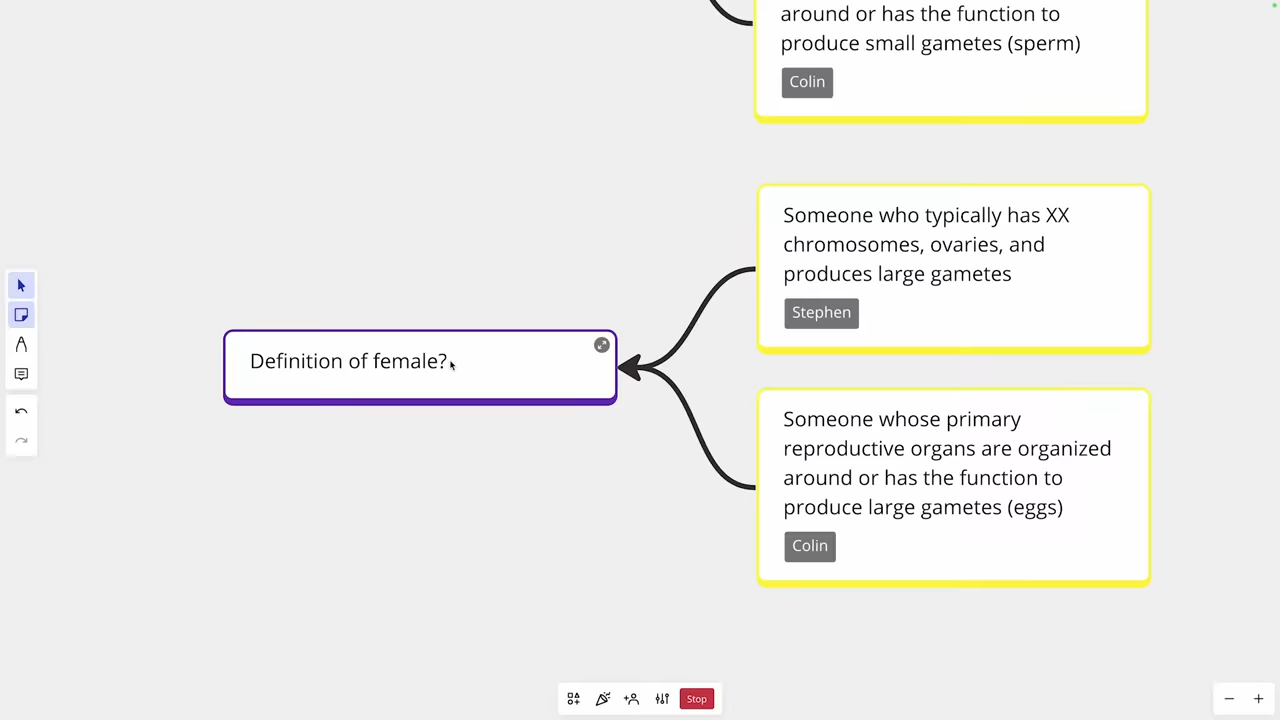 around or has the function to
produce small gametes (sperm)
Colin
Someone who typically has XX
chromosomes, ovaries, and
produces large gametes
Stephen
Definition of female?
Someone whose primary
reproductive organs are organized
around or has the function to
produce large gametes (eggs)
Colin
Stop